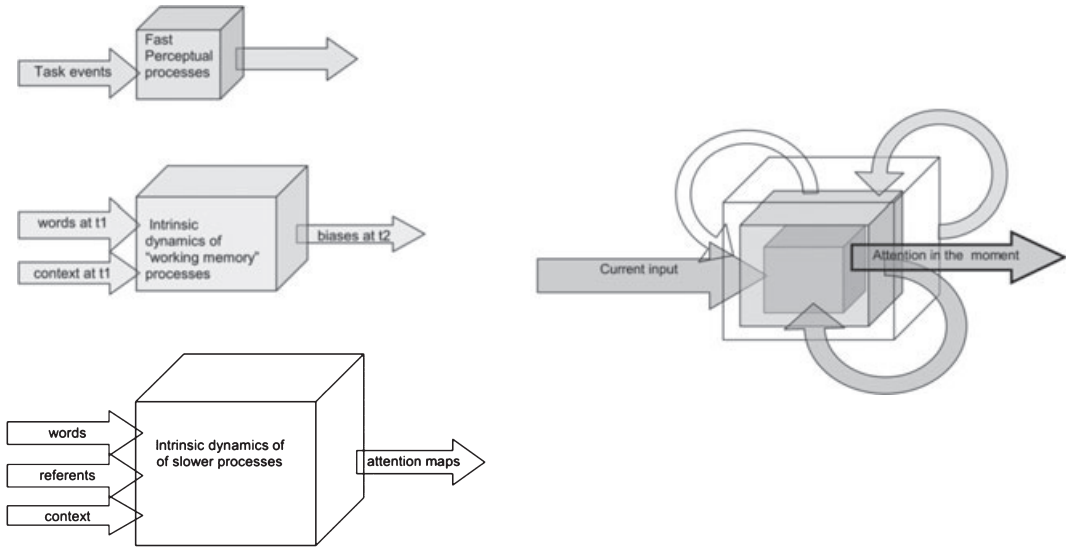 Fast
Perceptual
processes
Task events
words at t1
context at t1
Intrinsic
dynamics of
"working memory"
processes
biases at t2
words
referents
context
Intrinsic dynamics of
of slower processes
attention maps
Current input
Attention in the moment